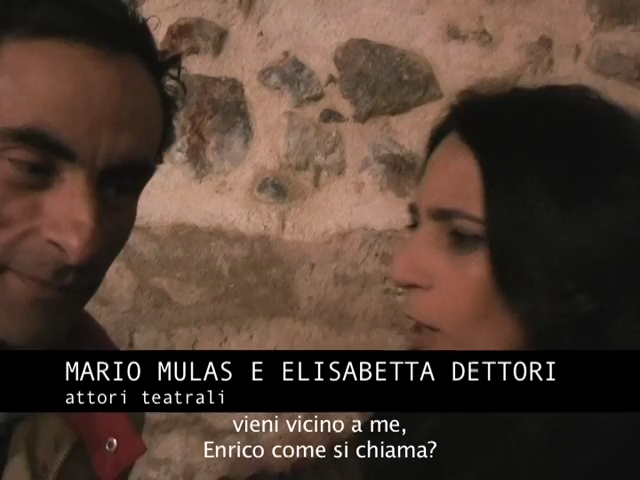 MARIO MULAS E ELISABETTA DETTORI
attori teatrali
vieni vicino a me,
Enrico come si chiama?